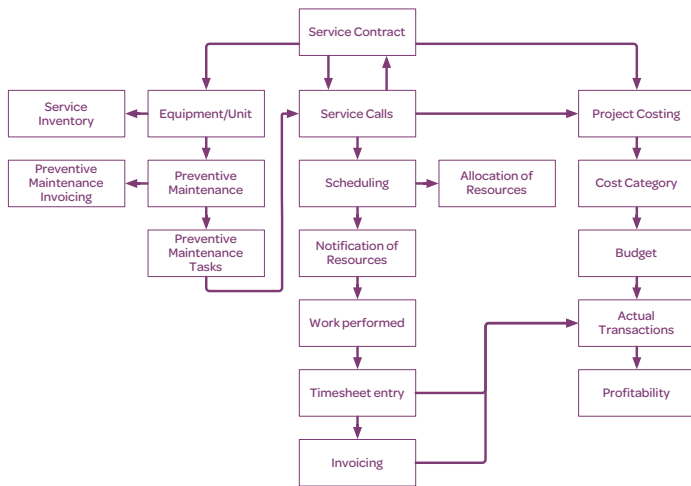 Service Contract
Service
Inventory
Equipment/Unit
Service Calls
Project Costing
Preventive
Maintenance
Invoicing
Preventive
Maintenance
Scheduling
Allocation of
Resources
Cost Category
Preventive
Maintenance
Tasks
Notification of
Resources
Budget
Work performed
Actual
Transactions
Timesheet entry
Profitability
Invoicing